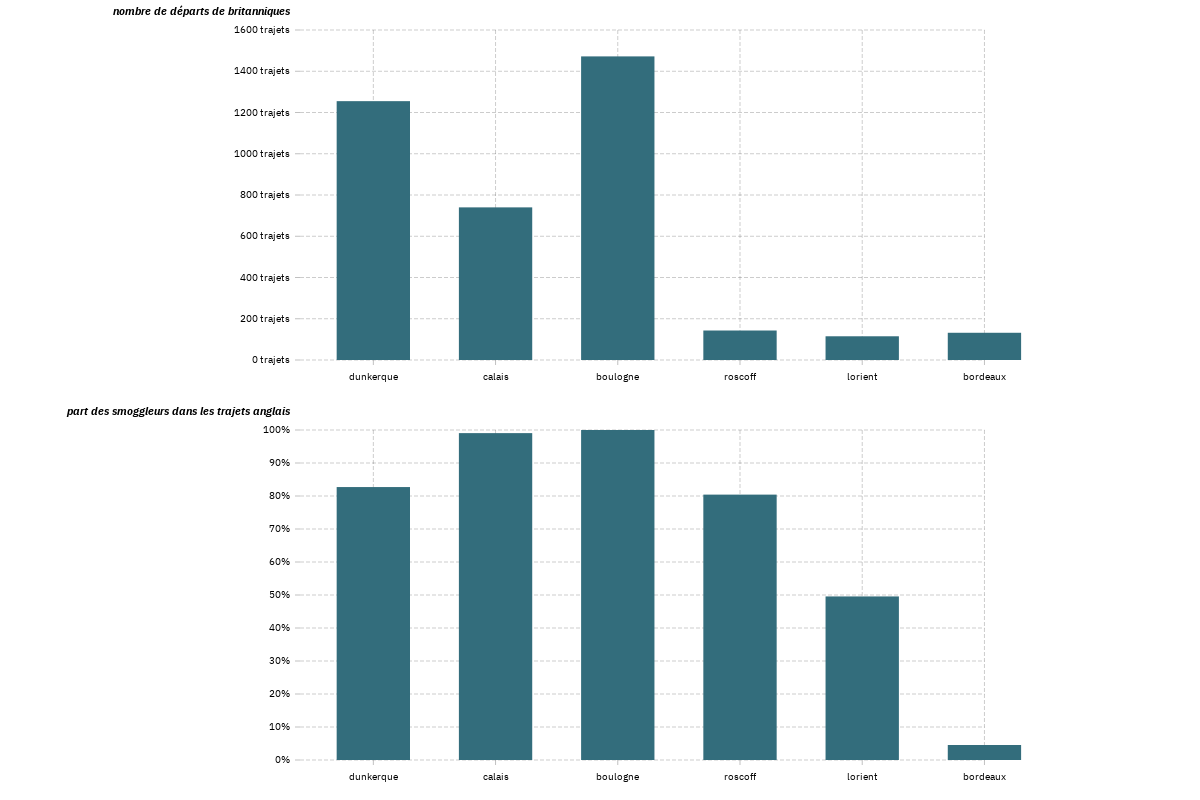 nombre de départs de britanniques
1600 trajets
1400 trajets
1200 trajets
1000 trajets
800 trajets
600 trajets
400 trajets
200 trajets
0 trajets
dunkerque calais boulogne roscoff lorient bordeaux
part des smoggleurs dans les trajets anglais
100%
90%
80%
70%
60%
50%
40%
30%
20%
10%
0%
dunkerque calais boulogne roscoff lorient bordeaux